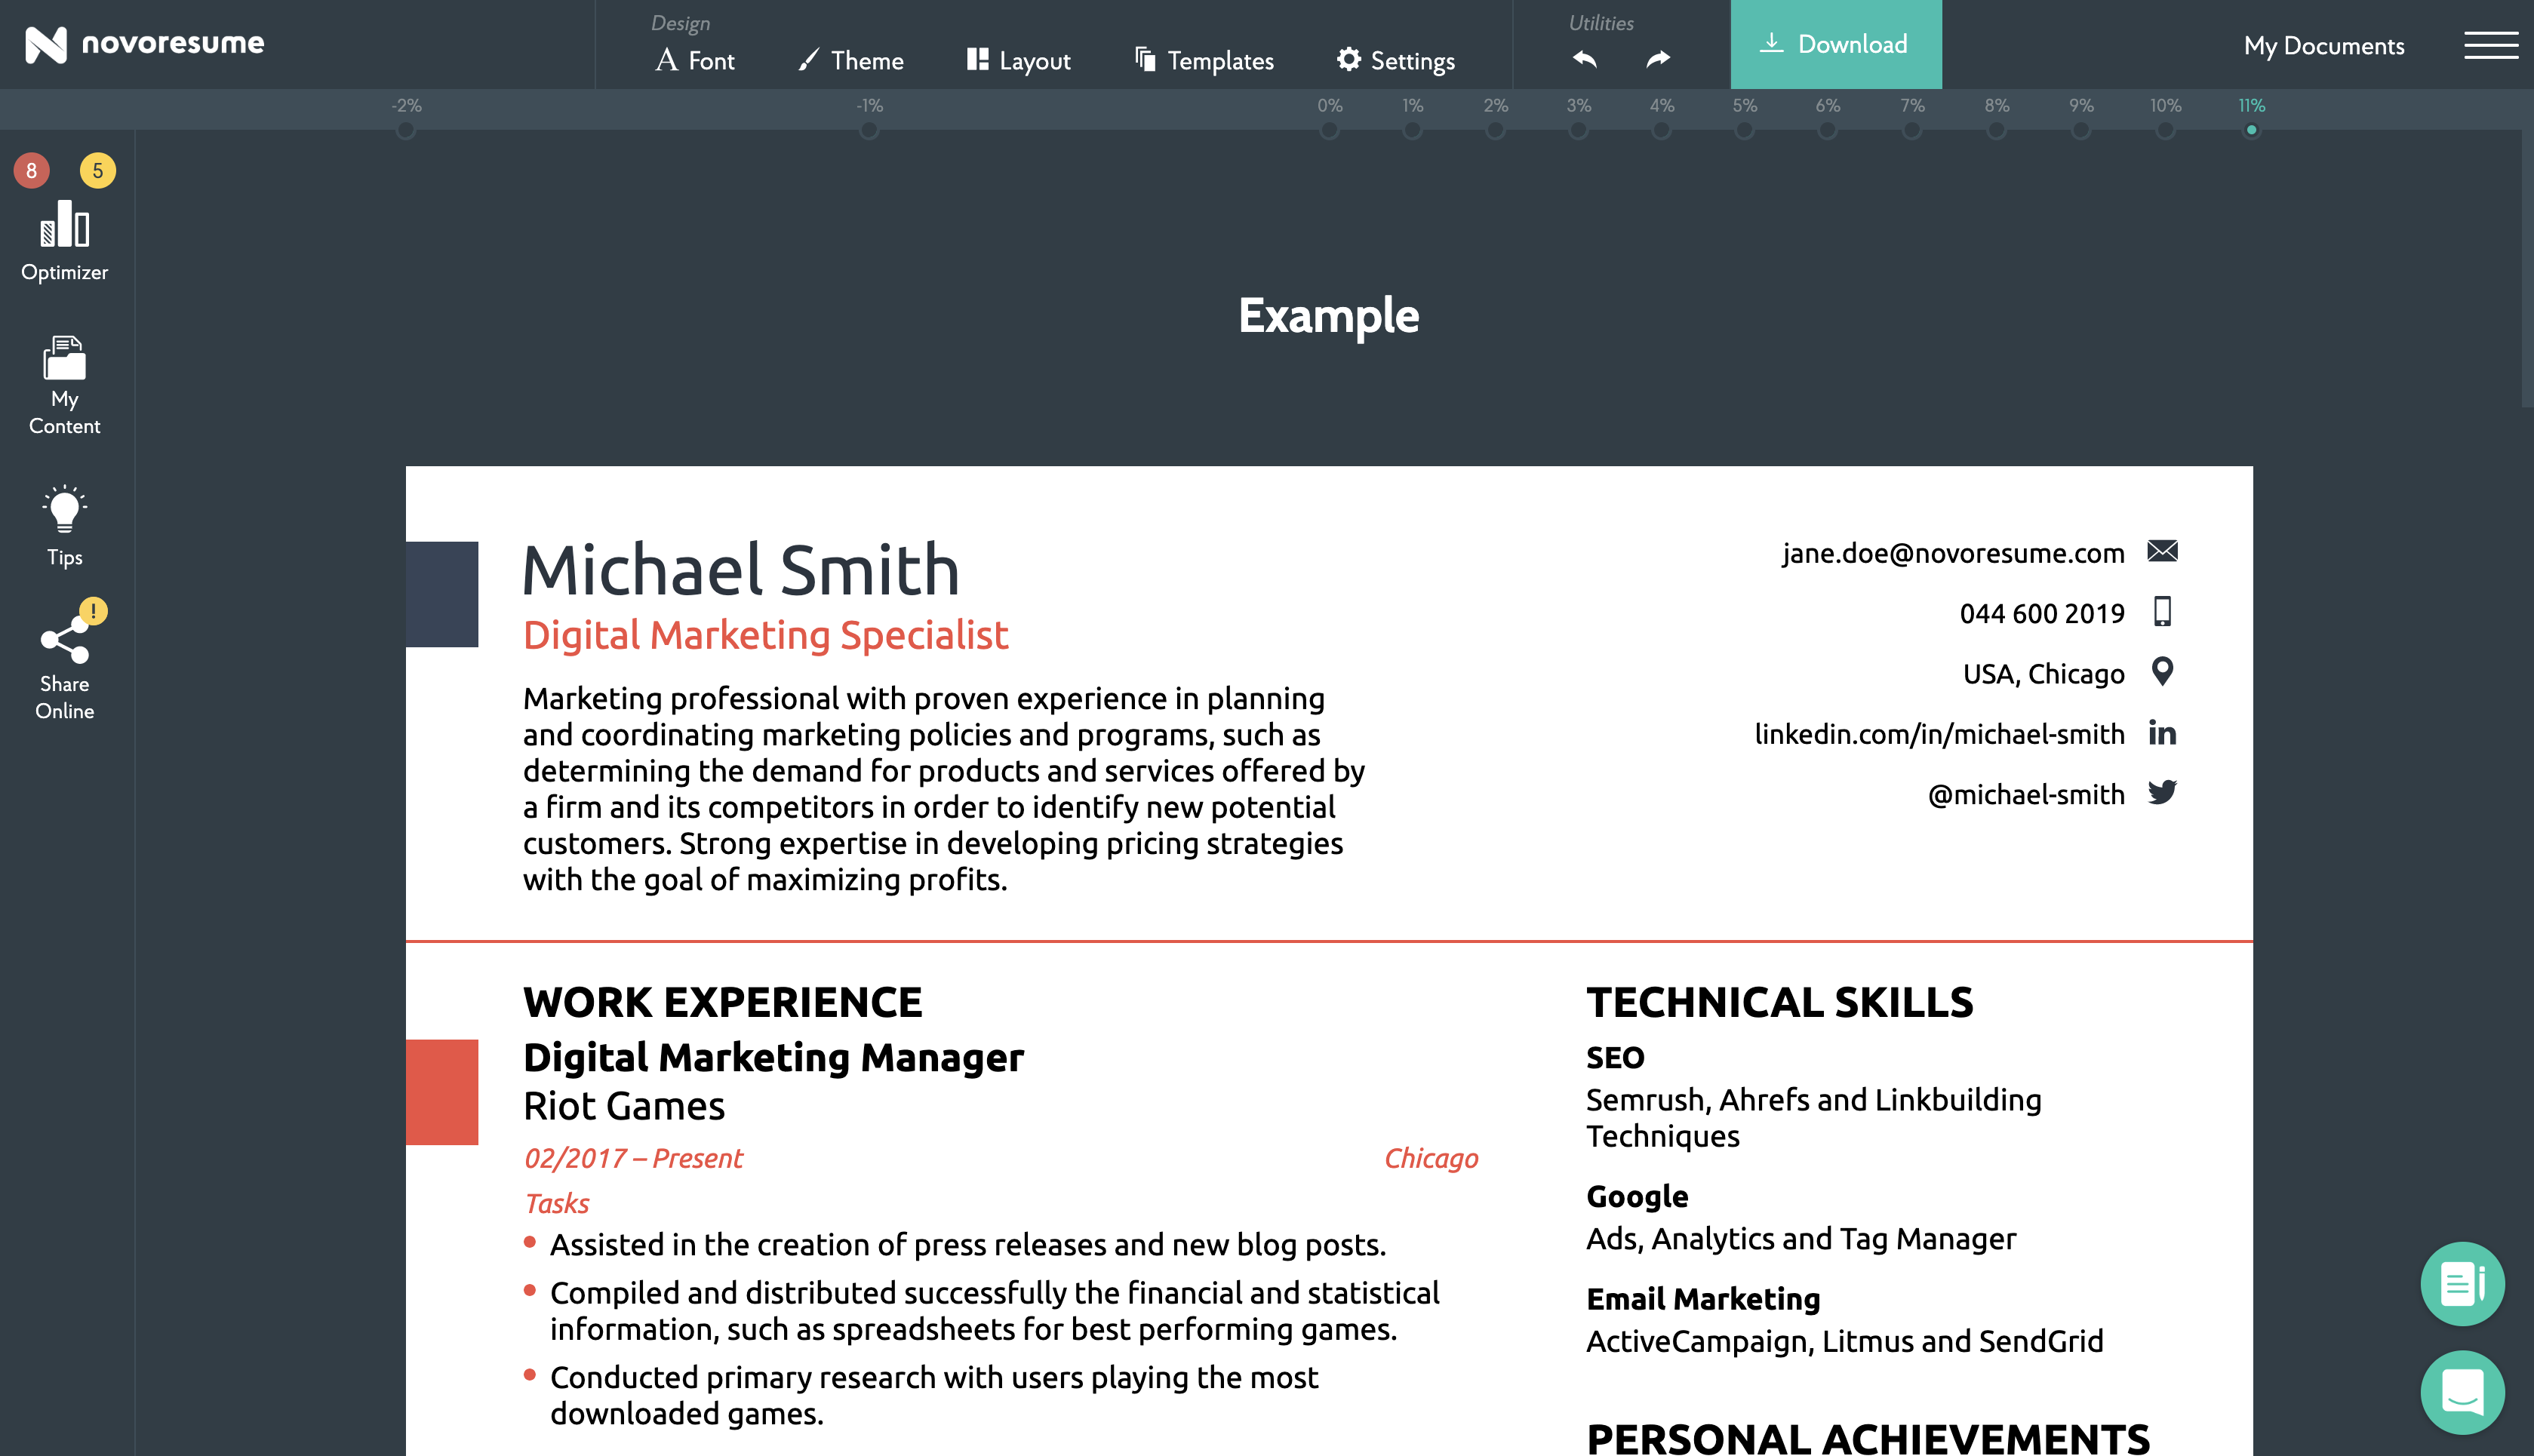 novoresume
Design
Font
Theme
Layout
Templates
Settings
Utilities
Download
My Documents
-2%
-1%
0%
1%
2%
3%
4%
5%
6%
7%
8%
9%
10%
11%
8
5
Optimizer
My
Content
Tips
!
Share
Online
Example
Michael Smith
Digital Marketing Specialist
Marketing professional with proven experience in planning
and coordinating marketing policies and programs, such as
determining the demand for products and services offered by
a firm and its competitors in order to identify new potential
customers. Strong expertise in developing pricing strategies
with the goal of maximizing profits.
jane.doe@novoresume.com
044 600 2019
USA, Chicago
linkedin.com/in/michael-smith
in
@michael-smith
WORK EXPERIENCE
Digital Marketing Manager
Riot Games
02/2017 – Present
Chicago
Tasks
Assisted in the creation of press releases and new blog posts.
Compiled and distributed successfully the financial and statistical
information, such as spreadsheets for best performing games.
Conducted primary research with users playing the most
downloaded games.
TECHNICAL SKILLS
SEO
Semrush, Ahrefs and Linkbuilding
Techniques
Google
Ads, Analytics and Tag Manager
Email Marketing
ActiveCampaign, Litmus and SendGrid
PERSONAL ACHIEVEMENTS